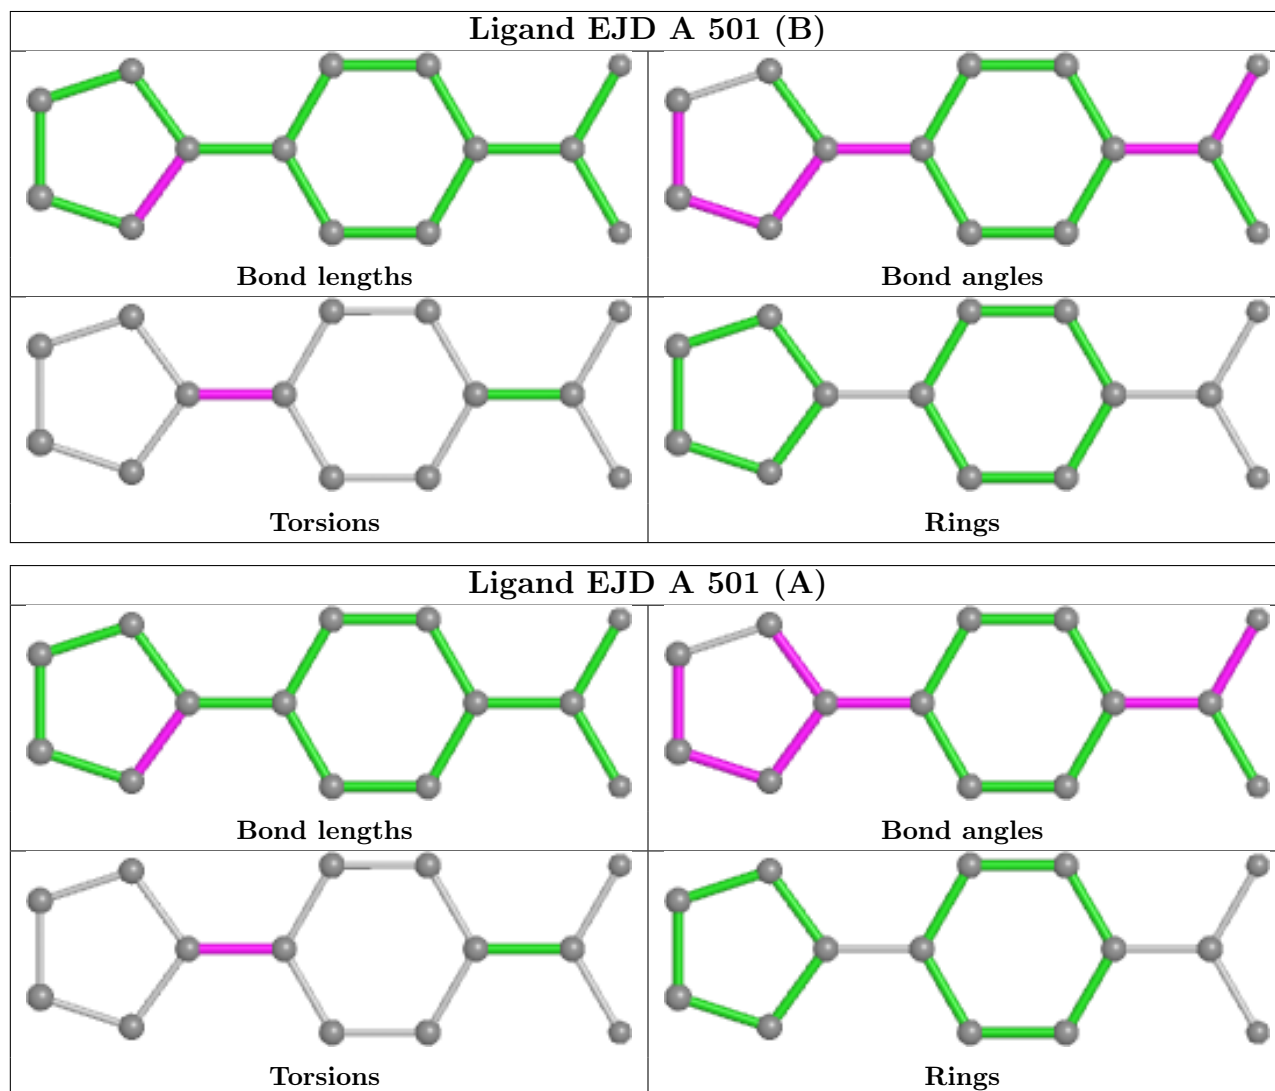 Ligand EJD A 501 (B)
Bond lengths
Bond angles
Torsions
Rings
Ligand EJD A 501 (A)
Bond lengths
Bond angles
Torsions
Rings